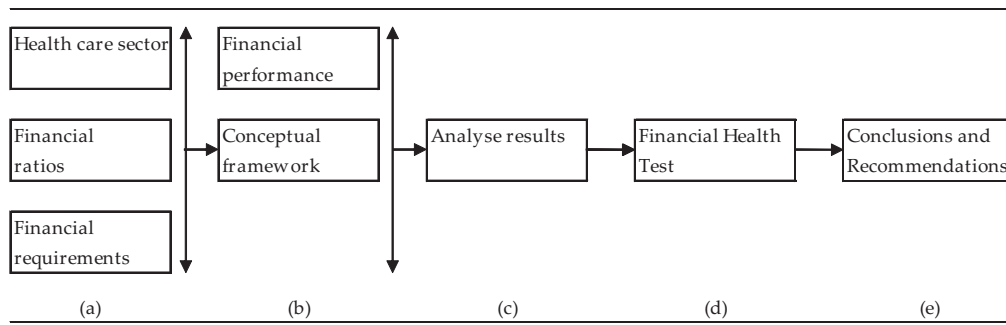 Health care sector
Financial
ratios
Financial
requirements
Financial
performance
Conceptual
framework
Analyse results
Financial Health
Test
Conclusions and
Recommendations
(a)
(b)
(c)
(d)
(e)